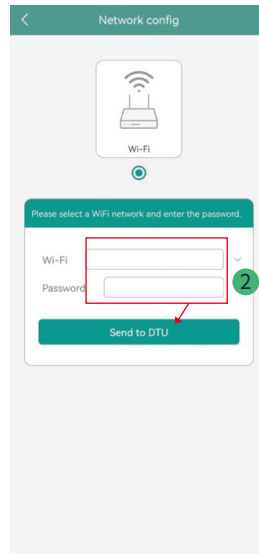 Network config
Wi-Fi
Please select a WiFi network and enter the password.
Wi-Fi
2
Password
Send to DTU